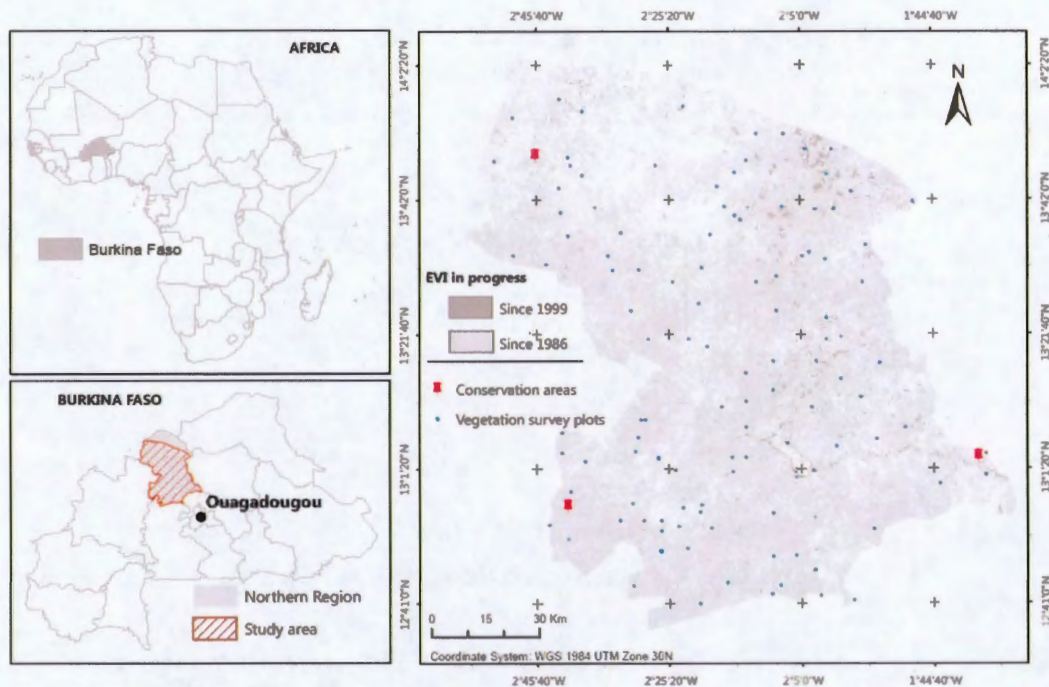 AFRICA
Burkina Faso
BURKINA FASO
Ouagadougou
Northern Region
Study area
2°45'40"W 2°25'20"W 2°5'0"W 1°44'40"W
14°2'20"N
13°42'0"N
13°21'40"N
13°1'20"N
12°41'0"N
N
EVI in progress
Since 1999
Since 1986
Conservation areas
Vegetation survey plots
0 15 30 Km
Coordinate System: WGS 1984 UTM Zone 30N
14°2'20"N
13°42'0"N
13°21'40"N
13°1'20"N
12°41'0"N
2°45'40"W 2°25'20"W 2°5'0"W 1°44'40"W